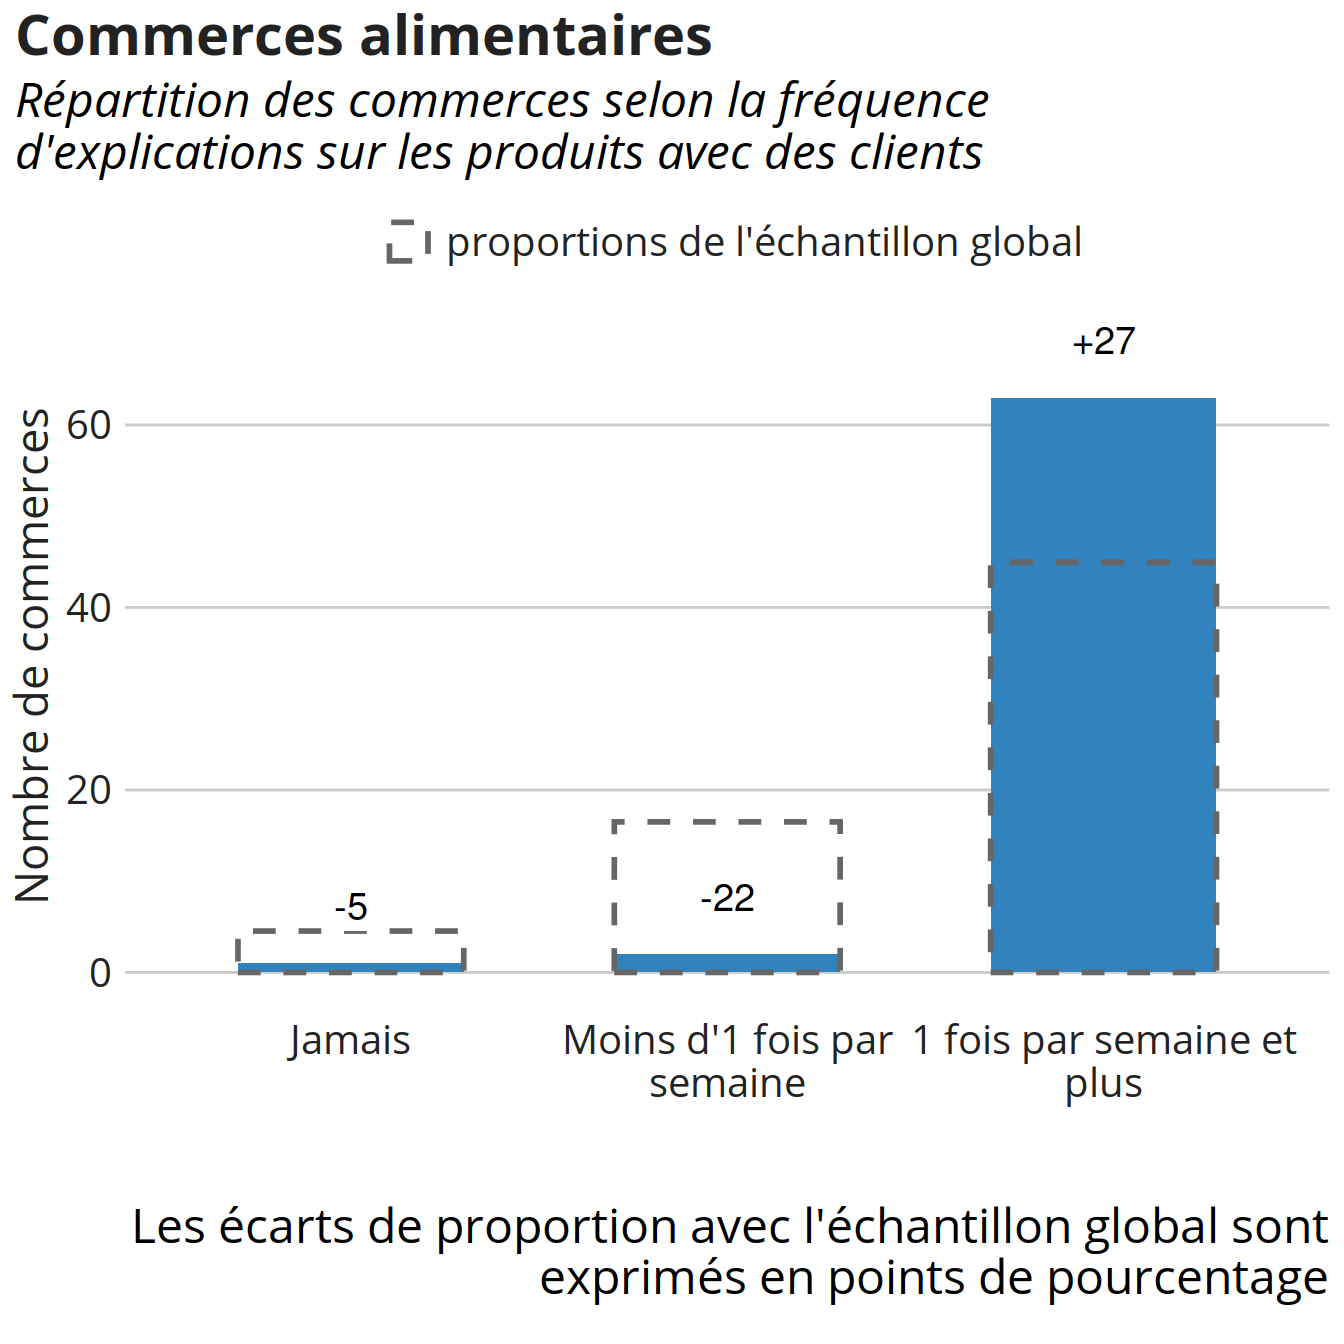 Commerces alimentaires
Répartition des commerces selon la fréquence
d'explications sur les produits avec des clients
proportions de l'échantillon global
+27
60
40
20
0
Nombre de commerces
-5
-22
Jamais
Moins d'1 fois par
semaine
1 fois par semaine et
plus
Les écarts de proportion avec l'échantillon global sont
exprimés en points de pourcentage